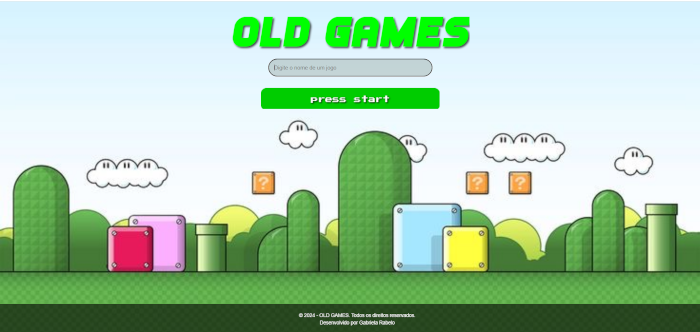 OLD GAMES
Digite o nome de um jogo
press start
?
?
?
© 2024 - OLD GAMES. Todos os direitos reservados.
Desenvolvido por Gabriela Rabelo